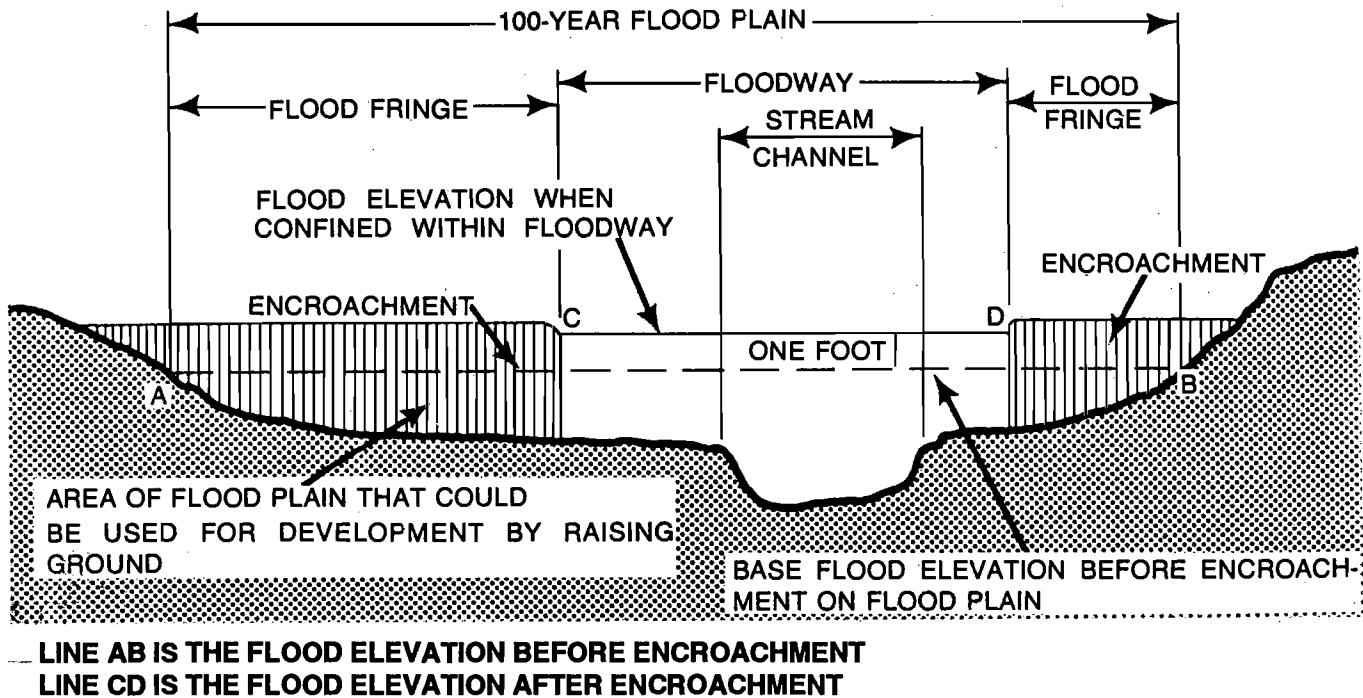 100-YEAR FLOOD PLAIN
FLOODWAY
FLOOD FRINGE
FLOOD
FRINGE
STREAM
CHANNEL
FLOOD ELEVATION WHEN
CONFINED WITHIN FLOODWAY
ENCROACHMENT
ENCROACHMENT
C
D
ONE FOOT
A
B
AREA OF FLOOD PLAIN THAT COULD
BE USED FOR DEVELOPMENT BY RAISING
GROUND
BASE FLOOD ELEVATION BEFORE ENCROACH-
MENT ON FLOOD PLAIN
LINE AB IS THE FLOOD ELEVATION BEFORE ENCROACHMENT
LINE CD IS THE FLOOD ELEVATION AFTER ENCROACHMENT